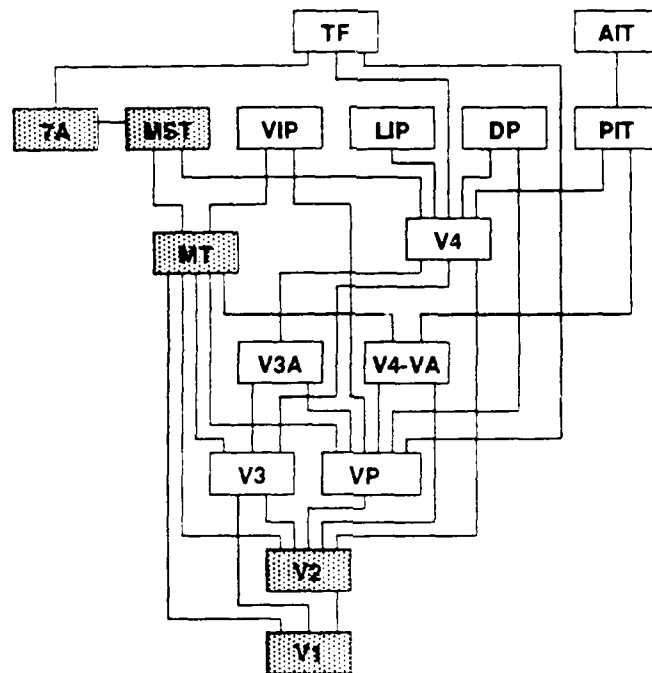 TF AIT
7A MST VIP LIP DP PIT
MT V4
V3A V4-VA
V3 VP
V2
V1